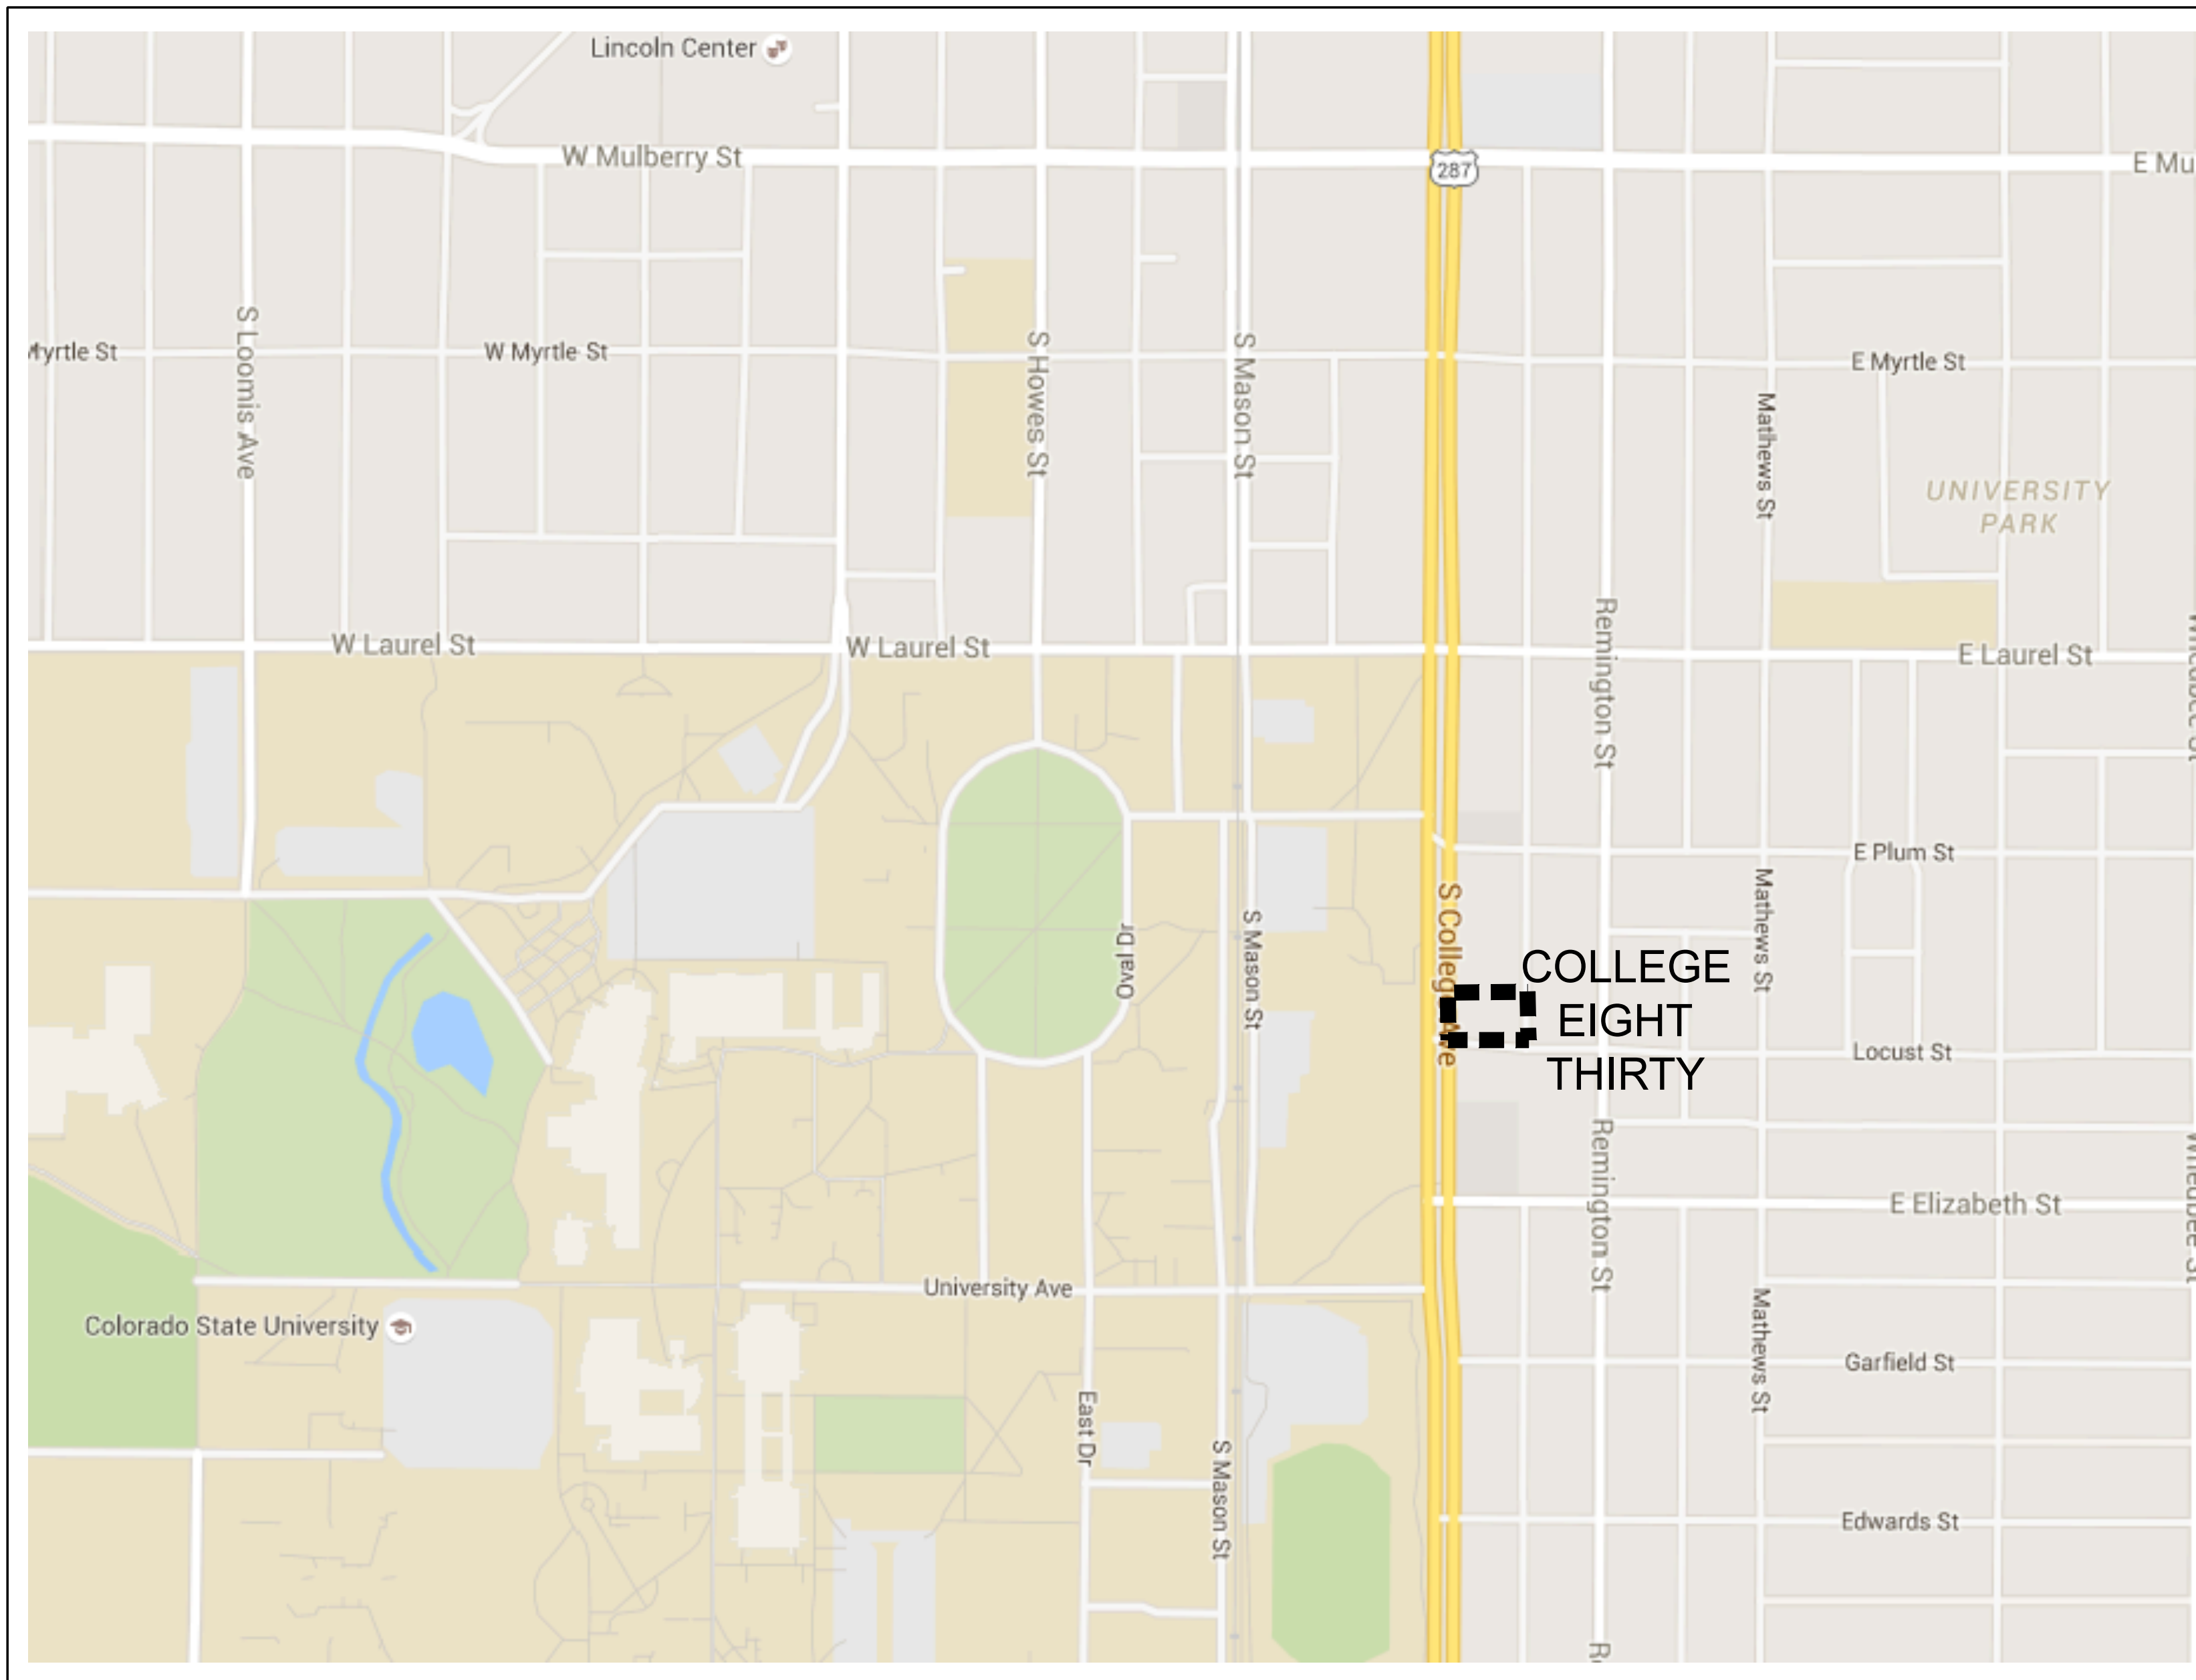 Lincoln Center
W Mulberry St
287
E Mu
S Loomis Ave
Myrtle St
W Myrtle St
S Howes St
S Mason St
E Myrtle St
Mathews St
UNIVERSITY
PARK
W Laurel St
W Laurel St
Remington St
E Laurel St
E Plum St
S College Ave
Mathews St
Oval Dr
S Mason St
COLLEGE
EIGHT
THIRTY
Locust St
Remington St
E Elizabeth St
University Ave
Colorado State University
Mathews St
Garfield St
East Dr
S Mason St
Edwards St